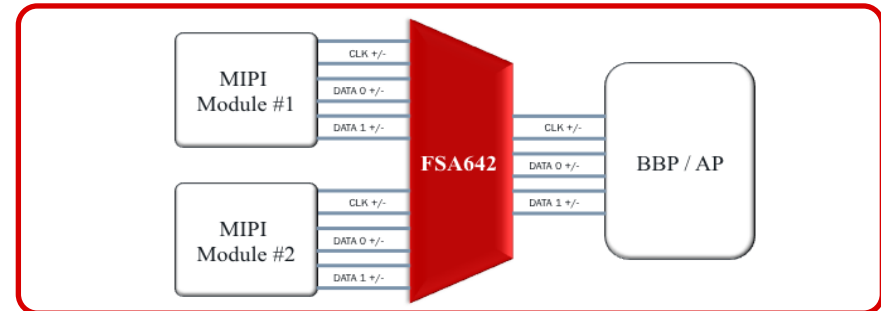 MIPI
Module #1
CLK +/-
DATA 0 +/-
DATA 1 +/-
MIPI
Module #2
CLK +/-
DATA 0 +/-
DATA 1 +/-
FSA642
CLK +/-
DATA 0 +/-
DATA 1 +/-
BBP / AP